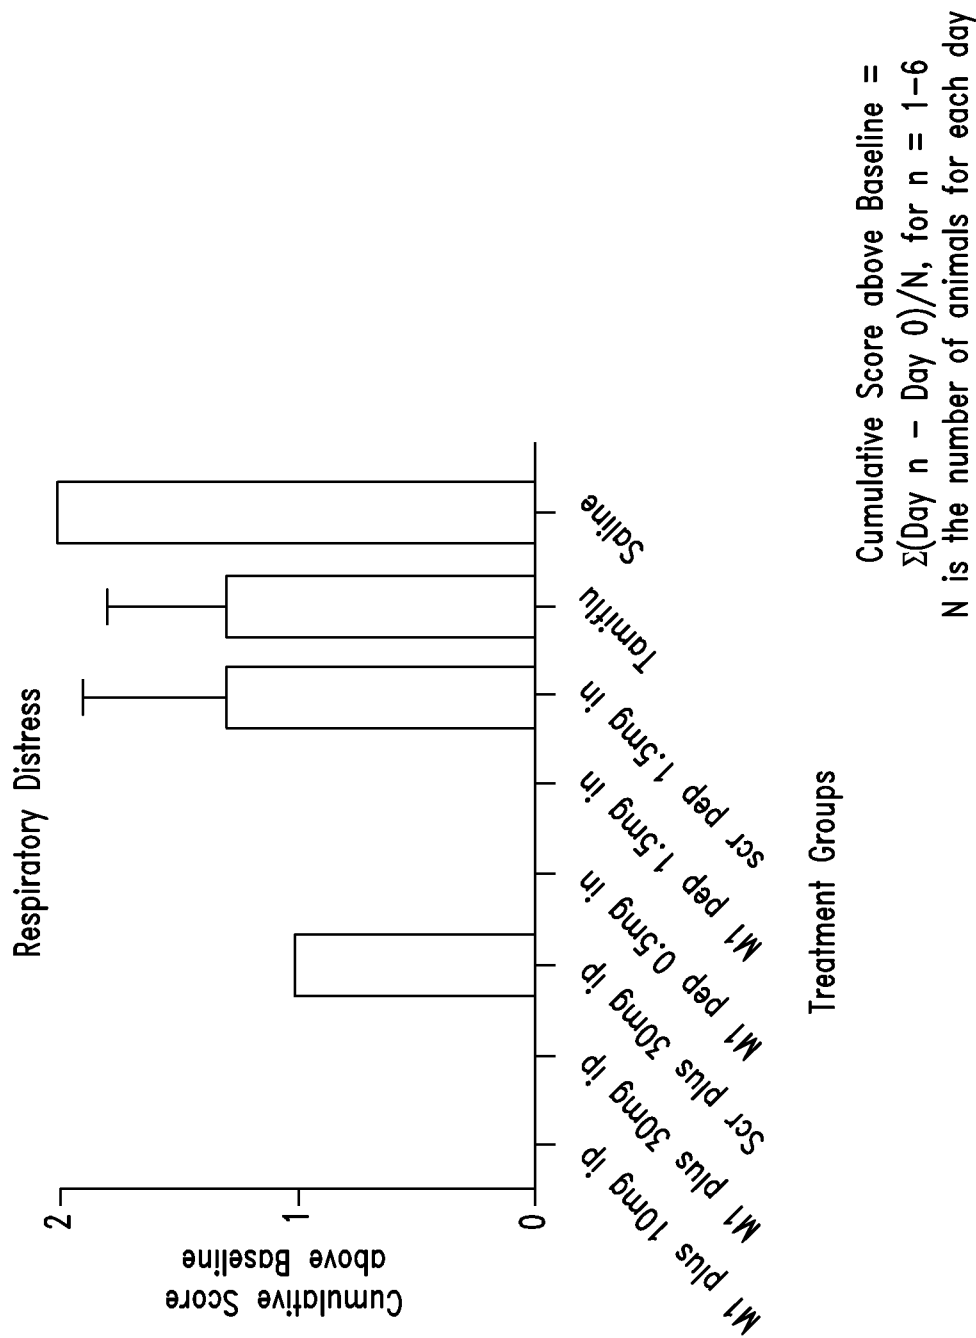 Respiratory Distress
Cumulative Score
above Baseline
2
1
0
M1 plus 10mg ip
M1 plus 30mg ip
Scr plus 30mg ip
M1 pep 0.5mg in
M1 pep 1.5mg in
scr pep 1.5mg in
Tamiflu
Saline
Treatment Groups
Cumulative Score above Baseline =
Σ(Day n − Day 0)/N, for n = 1−6
N is the number of animals for each day